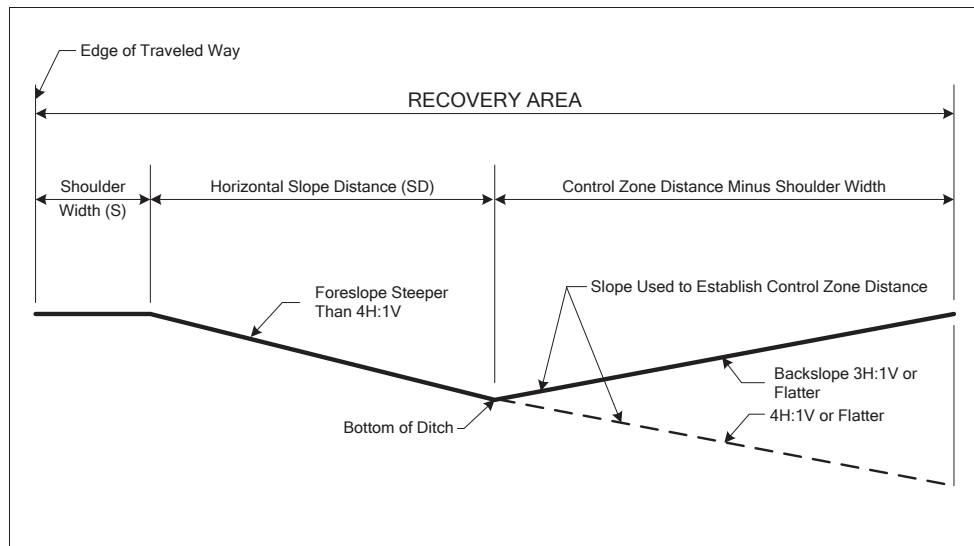 Edge of Traveled Way
RECOVERY AREA
Shoulder
Width (S)
Horizontal Slope Distance (SD)
Control Zone Distance Minus Shoulder Width
Foreslope Steeper
Than 4H:1V
Slope Used to Establish Control Zone Distance
Backslope 3H:1V or
Flatter
4H:1V or Flatter
Bottom of Ditch